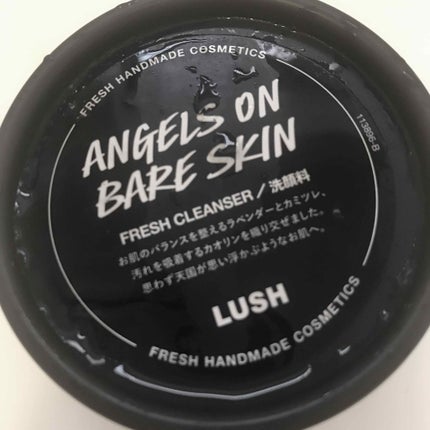 FRESH HANDMADE COSMETICS
ANGELS ON
BARE SKIN
FRESH CLEANSER / 洗顔料
お肌のバランスを整えるラベンダーとカミツレ、
汚れを吸着するカオリンを織り交ぜました。
思わず天国が思い浮かぶようなお肌へ。
LUSH
FRESH HANDMADE COSMETICS
113896-B